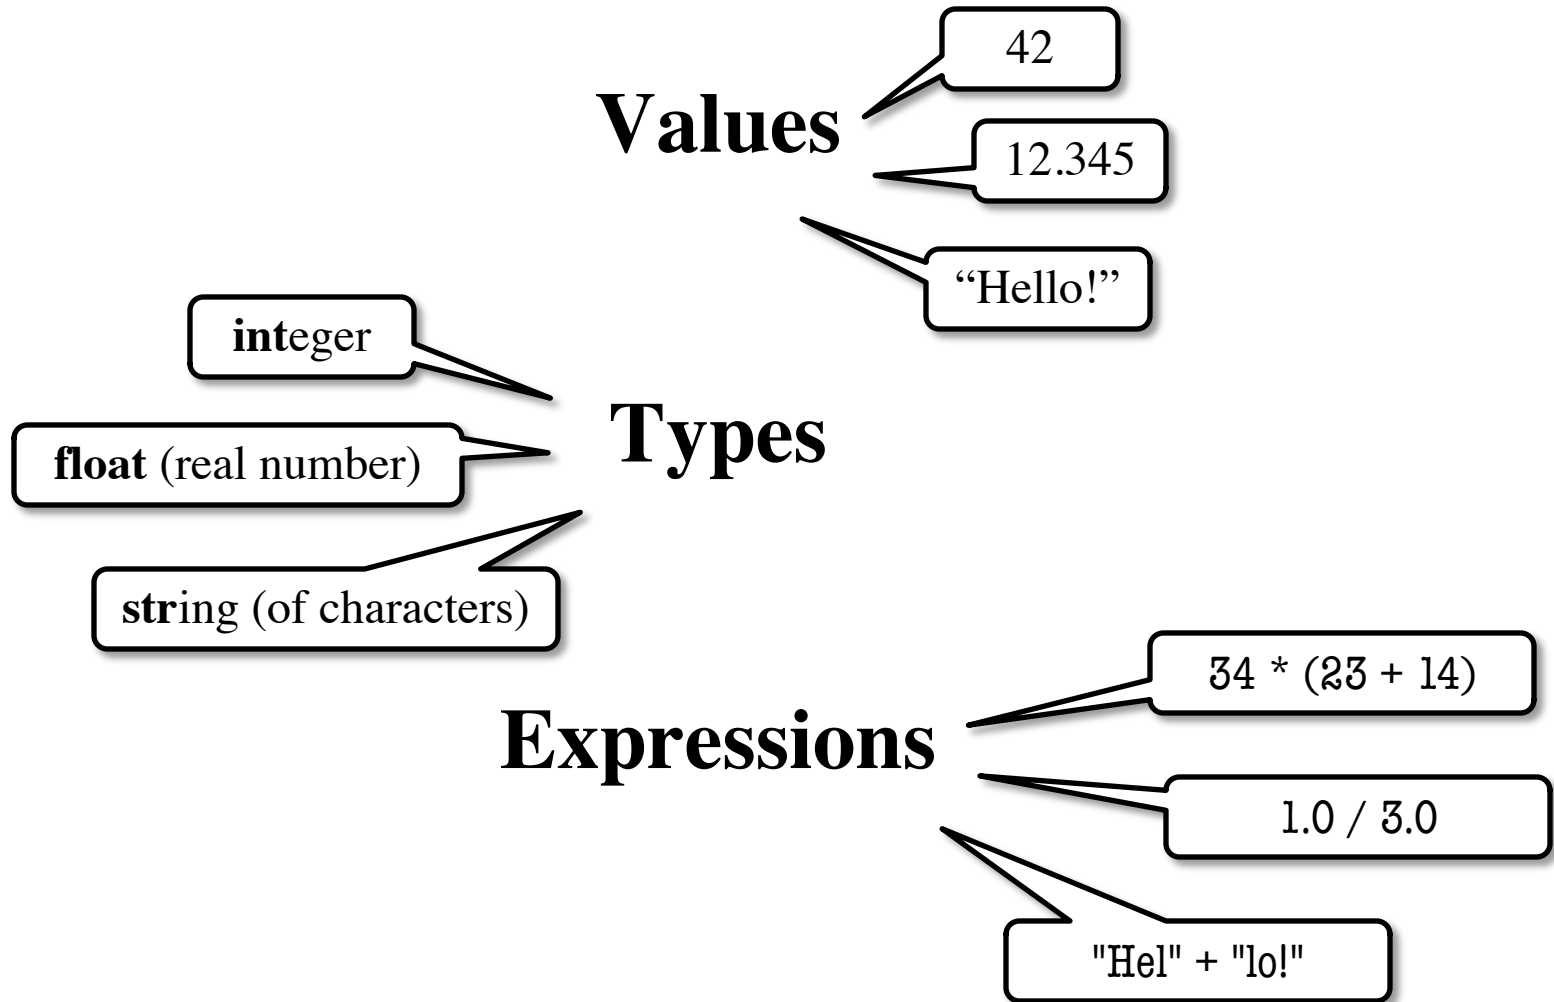 42
Values
12.345
“Hello!”
integer
Types
float (real number)
string (of characters)
34 * (23 + 14)
Expressions
1.0 / 3.0
"Hel" + "lo!"